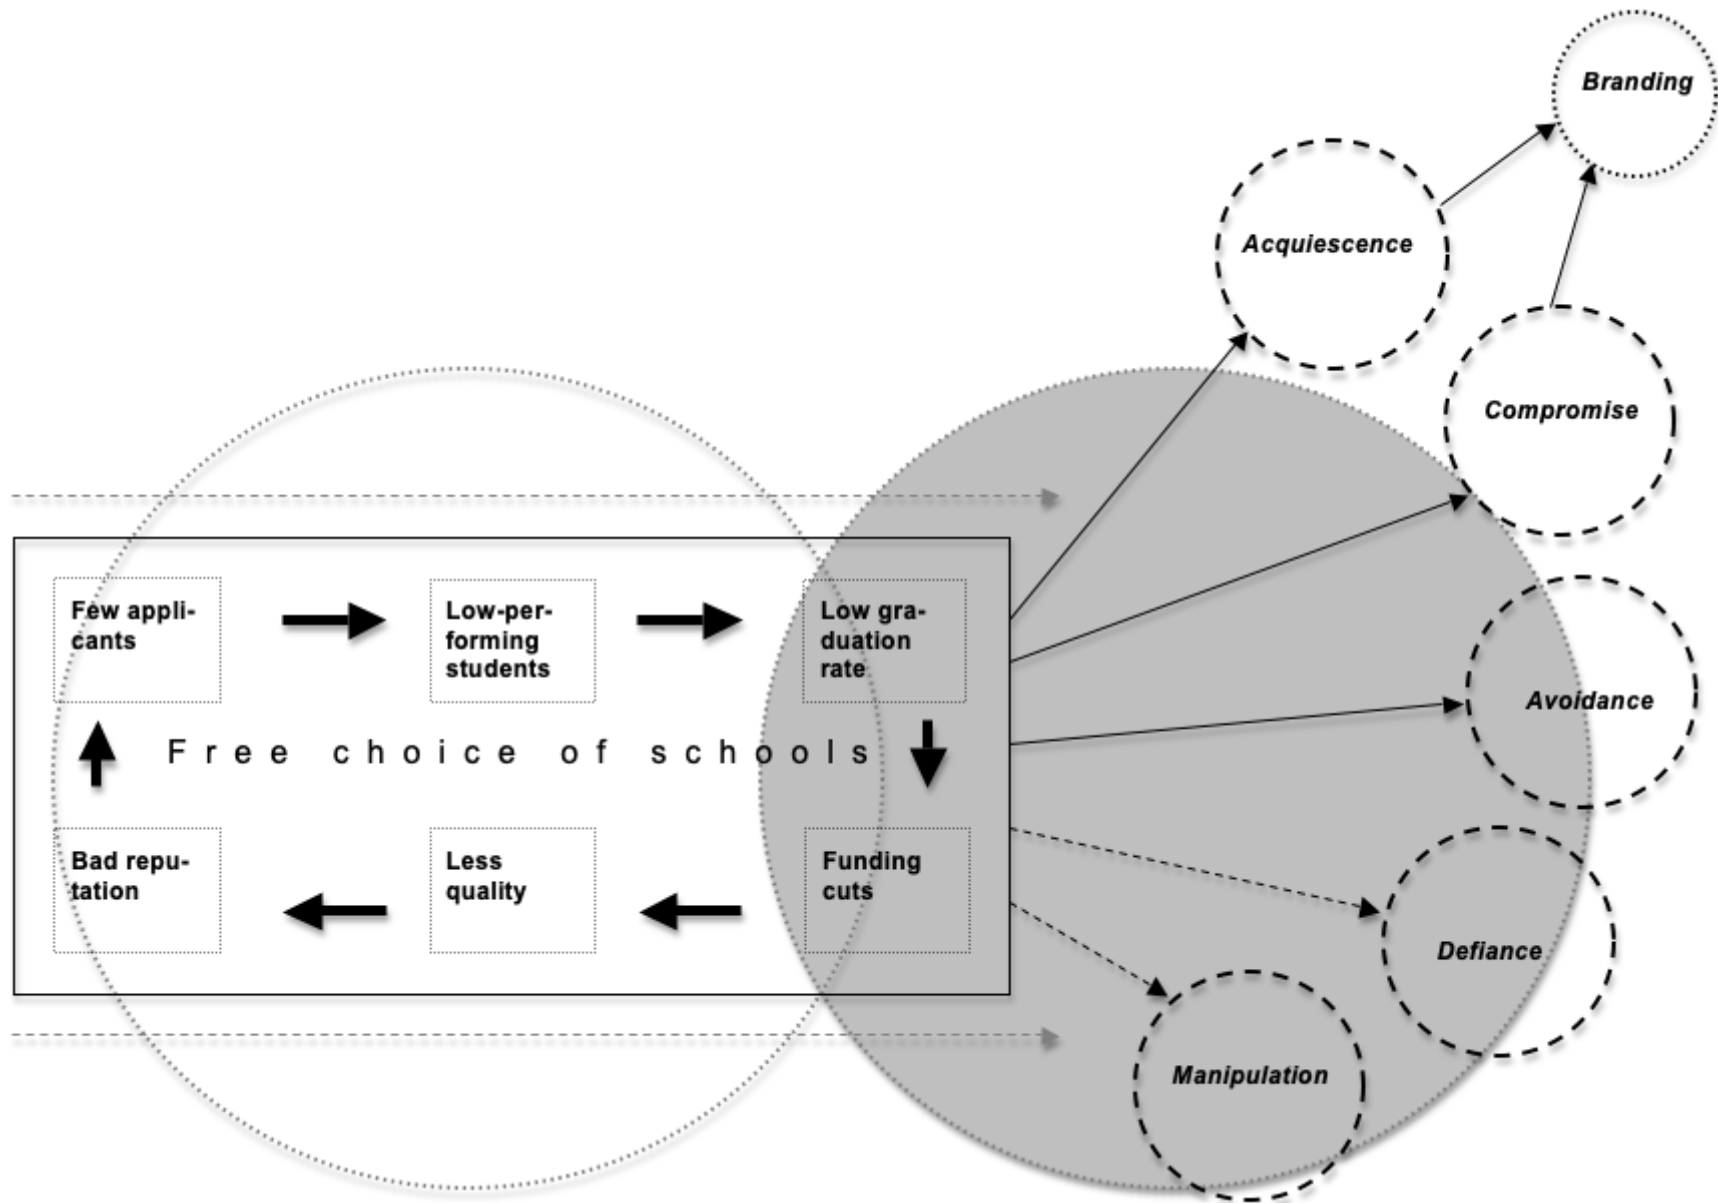 Branding
Acquiescence
Compromise
Few appli-
cants
Low-per-
forming
students
Low gra-
duation
rate
Avoidance
Free choice of schools
Bad repu-
tation
Less
quality
Funding
cuts
Defiance
Manipulation